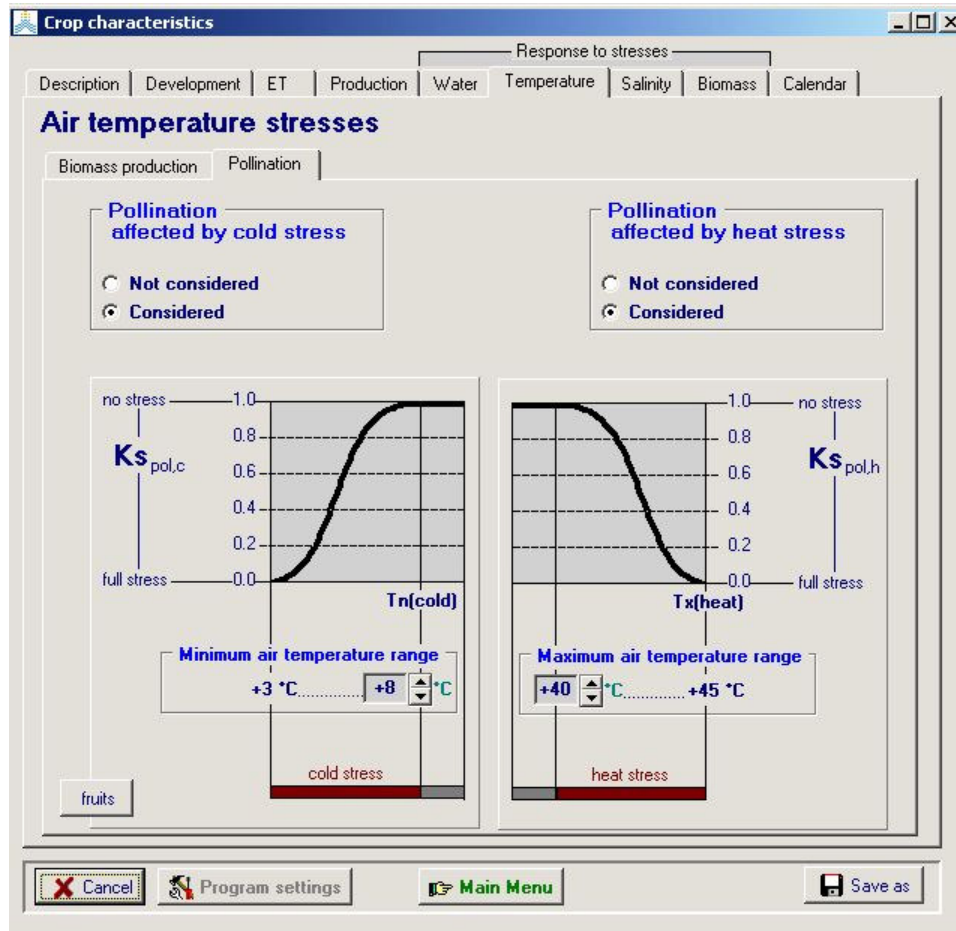 Crop characteristics
Response to stresses
Description Development ET Production Water Temperature Salinity Biomass Calendar
Air temperature stresses
Biomass production Pollination
Pollination
affected by cold stress
Not considered
Considered
Pollination
affected by heat stress
Not considered
Considered
no stress 1.0
0.8
Ks pol,c
0.6
0.4
0.2
full stress 0.0
Tn(cold)
Minimum air temperature range
+3 °C............. +8 °C
cold stress
1.0 no stress
0.8
Ks pol,h
0.6
0.4
0.2
0.0 full stress
Tx(heat)
Maximum air temperature range
+40 °C............. +45 °C
heat stress
fruits
Cancel Program settings Main Menu Save as